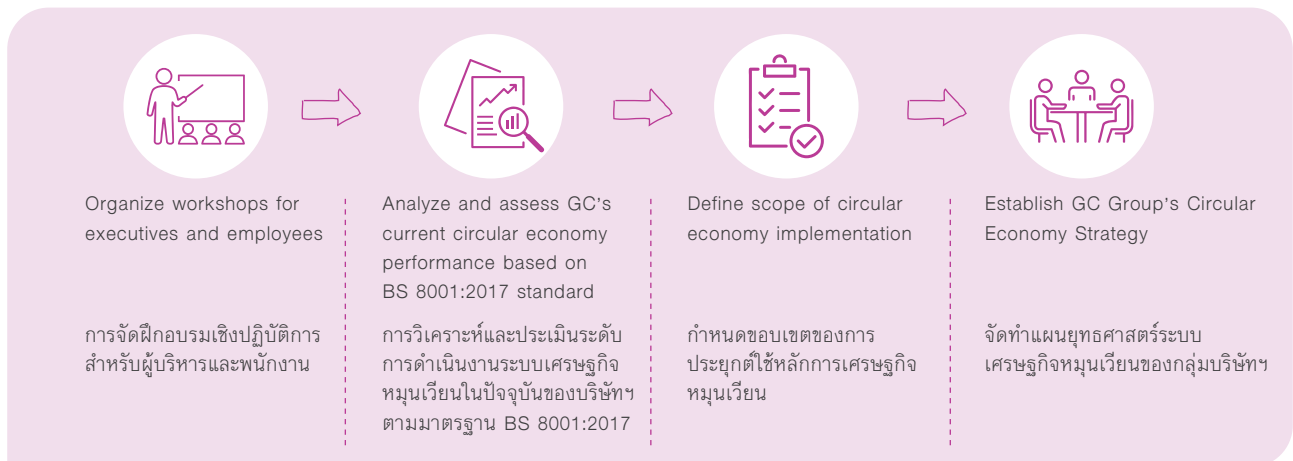 Organize workshops for
executives and employees
การจัดฝึกอบรมเชิงปฏิบัติการ
สำหรับผู้บริหารและพนักงาน
Analyze and assess GC's
current circular economy
performance based on
BS 8001:2017 standard
การวิเคราะห์และประเมินระดับ
การดำเนินงานระบบเศรษฐกิจ
หมุนเวียนในปัจจุบันของบริษัทฯ
ตามมาตรฐาน BS 8001:2017
Define scope of circular
economy implementation
กำหนดขอบเขตของการ
ประยุกต์ใช้หลักการเศรษฐกิจ
หมุนเวียน
Establish GC Group's Circular
Economy Strategy
จัดทำแผนยุทธศาสตร์ระบบ
เศรษฐกิจหมุนเวียนของกลุ่มบริษัทฯ